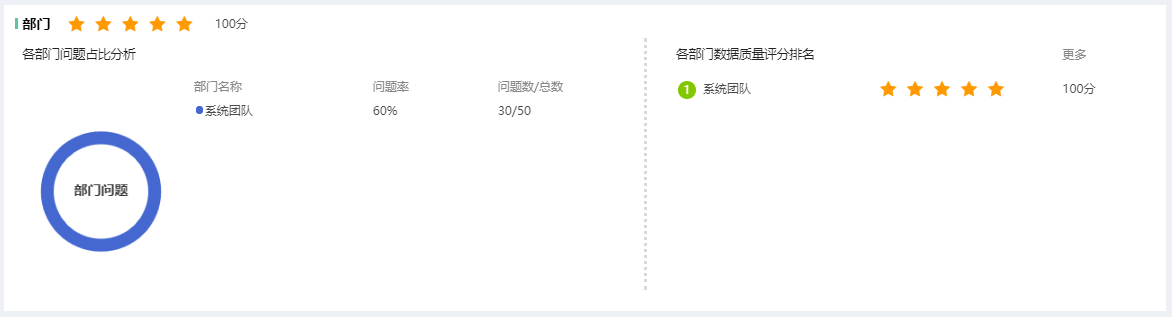 部门 100分
各部门问题占比分析
部门名称 问题率 问题数/总数
系统团队 60% 30/50
部门问题
各部门数据质量评分排名 更多
1 系统团队 100分